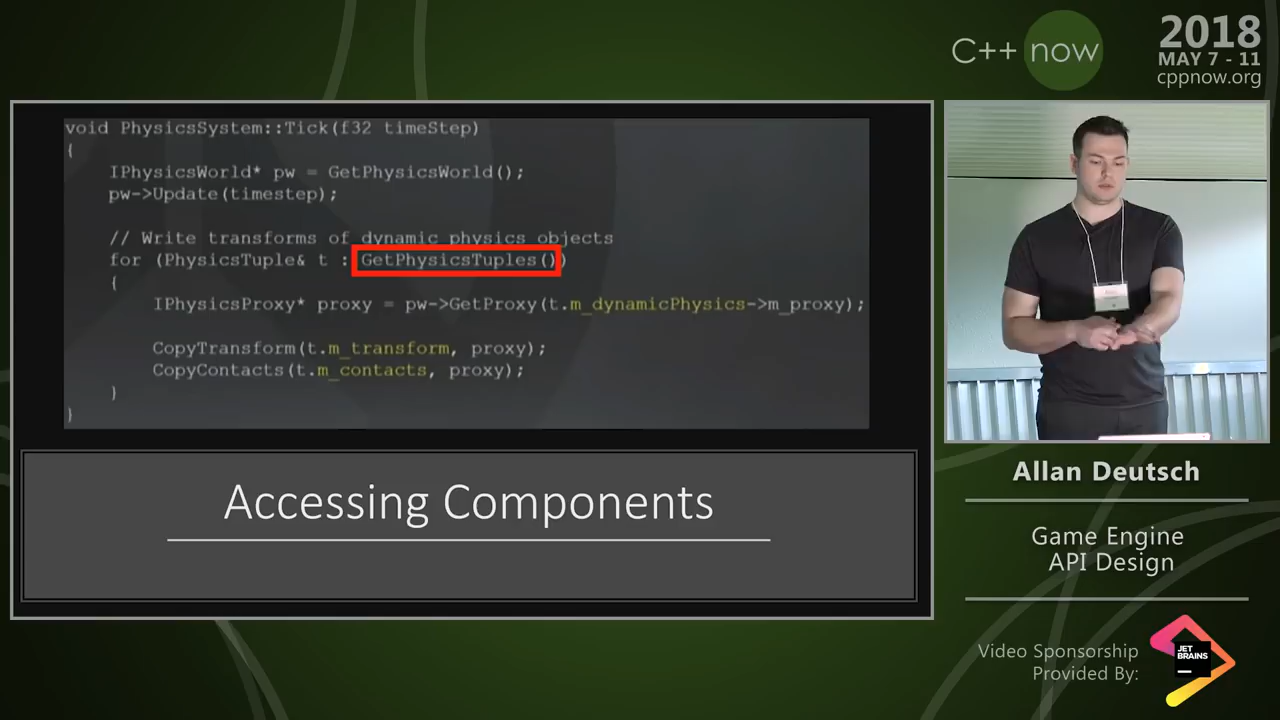 C++ now
2018
MAY 7 - 11
cppnow.org
void PhysicsSystem::Tick(f32 timeStep)
{
IPhysicsWorld* pw = GetPhysicsWorld();
pw->Update(timestep);
// Write transforms of dynamic physics objects
for (PhysicsTuple& t : GetPhysicsTuples())
{
IPhysicsProxy* proxy = pw->GetProxy(t.m_dynamicPhysics->m_proxy);
CopyTransform(t.m_transform, proxy);
CopyContacts(t.m_contacts, proxy);
}
}
Accessing Components
Allan Deutsch
Game Engine
API Design
Video Sponsorship
Provided By:
JET
BRAINS